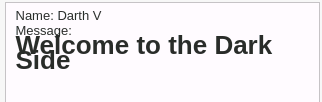 Name: Darth V
Message:
Welcome to the Dark
Side